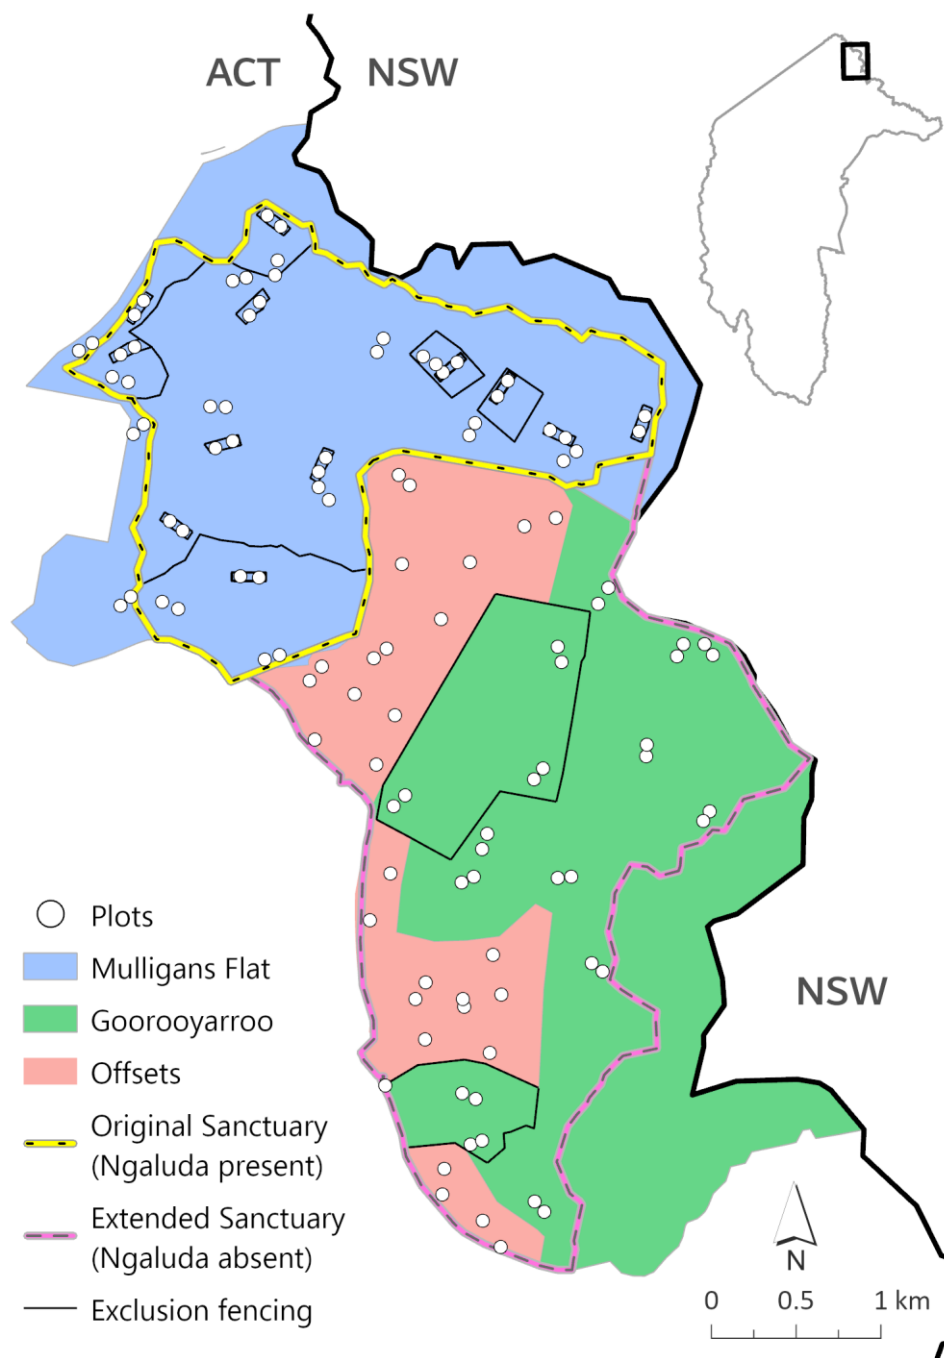 ACT
NSW
Plots
Mulligans Flat
Goorooyarroo
Offsets
Original Sanctuary
(Ngaluda present)
Extended Sanctuary
(Ngaluda absent)
Exclusion fencing
NSW
N
0 0.5 1 km